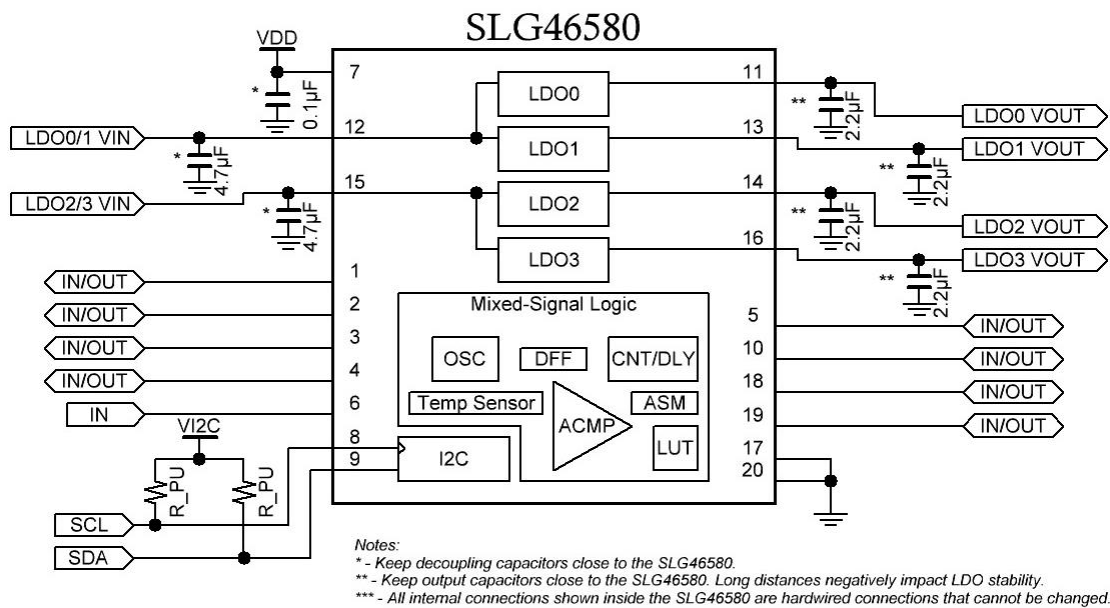 SLG46580
VDD
*
0.1µF
7
LDO0/1 VIN
*
4.7µF
12
LDO2/3 VIN
*
4.7µF
15
LDO0
LDO1
LDO2
LDO3
11
**
2.2µF
LDO0 VOUT
13
**
2.2µF
LDO1 VOUT
14
**
2.2µF
LDO2 VOUT
16
**
2.2µF
LDO3 VOUT
IN/OUT
1
IN/OUT
2
IN/OUT
3
IN/OUT
4
IN
6
VI2C
R_PU
R_PU
SCL
SDA
8
9
Mixed-Signal Logic
OSC
DFF
CNT/DLY
Temp Sensor
ACMP
ASM
LUT
I2C
5
IN/OUT
10
IN/OUT
18
IN/OUT
19
IN/OUT
17
20
Notes:
* - Keep decoupling capacitors close to the SLG46580.
** - Keep output capacitors close to the SLG46580. Long distances negatively impact LDO stability.
*** - All internal connections shown inside the SLG46580 are hardwired connections that cannot be changed.